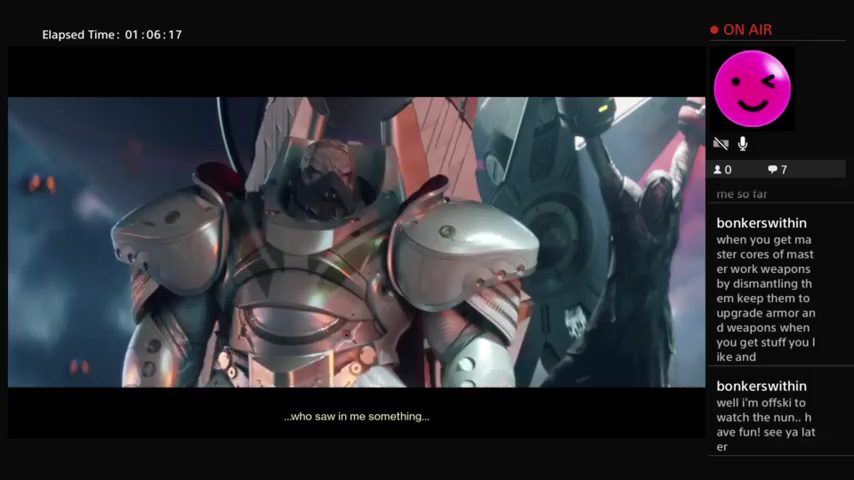 Elapsed Time: 01:06:17
ON AIR
0
7
me so far
bonkerswithin
when you get ma
ster cores of mast
er work weapons
by dismantling th
em keep them to
upgrade armor an
d weapons when
you get stuff you l
ike and
bonkerswithin
well i'm offski to
watch the nun.. h
ave fun! see ya lat
er
...who saw in me something...